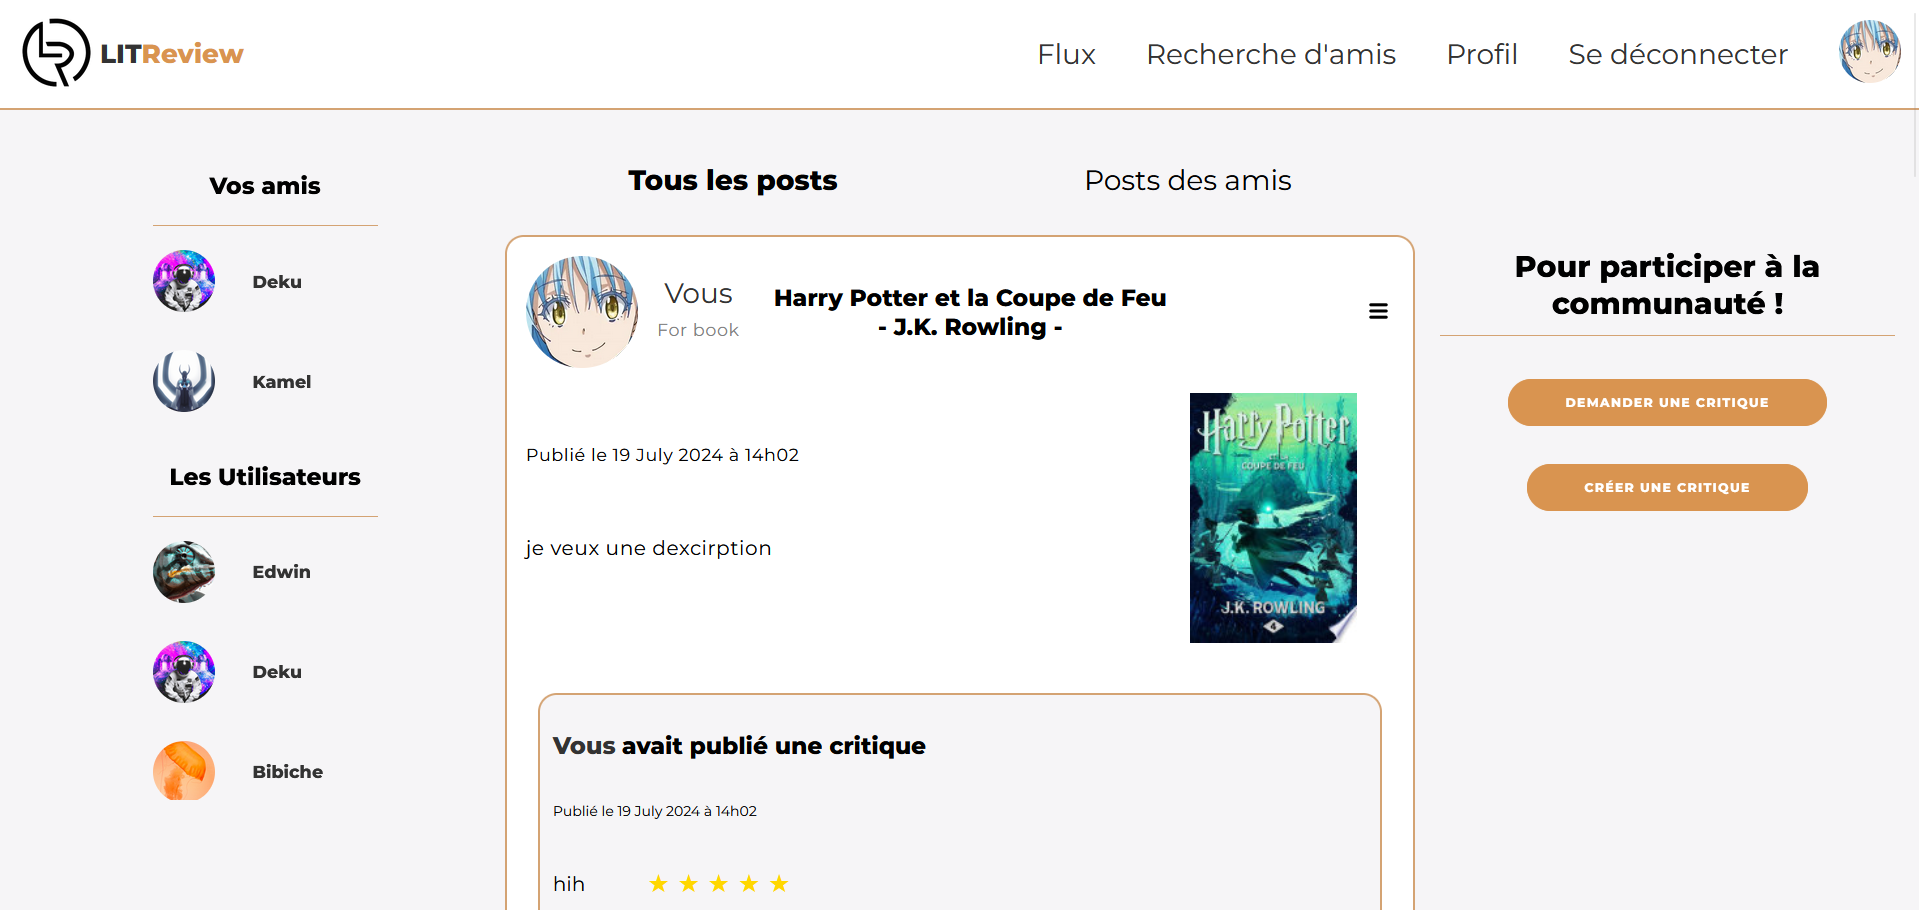 LITReview
Flux
Recherche d'amis
Profil
Se déconnecter
Vos amis
Deku
Kamel
Les Utilisateurs
Edwin
Deku
Bibiche
Tous les posts
Posts des amis
Vous
For book
Harry Potter et la Coupe de Feu
- J.K. Rowling -
Publié le 19 July 2024 à 14h02
je veux une dexcirption
Harry Potter
ET LA
COUPE DE FEU
J.K. ROWLING
4
Vous avait publié une critique
Publié le 19 July 2024 à 14h02
hih
Pour participer à la
communauté !
DEMANDER UNE CRITIQUE
CRÉER UNE CRITIQUE